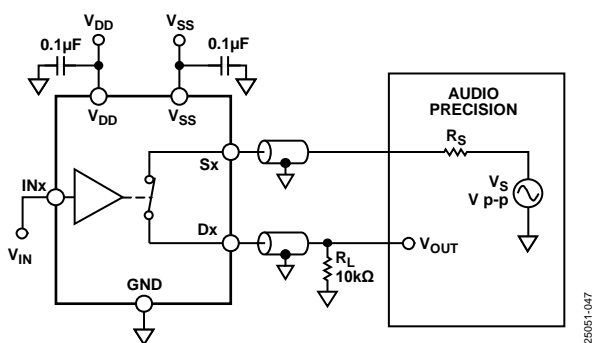 VDD
VSS
0.1µF
0.1µF
VDD
VSS
AUDIO
PRECISION
RS
Sx
VS
V p-p
INx
Dx
VOUT
VIN
RL
10kΩ
GND
25051-047